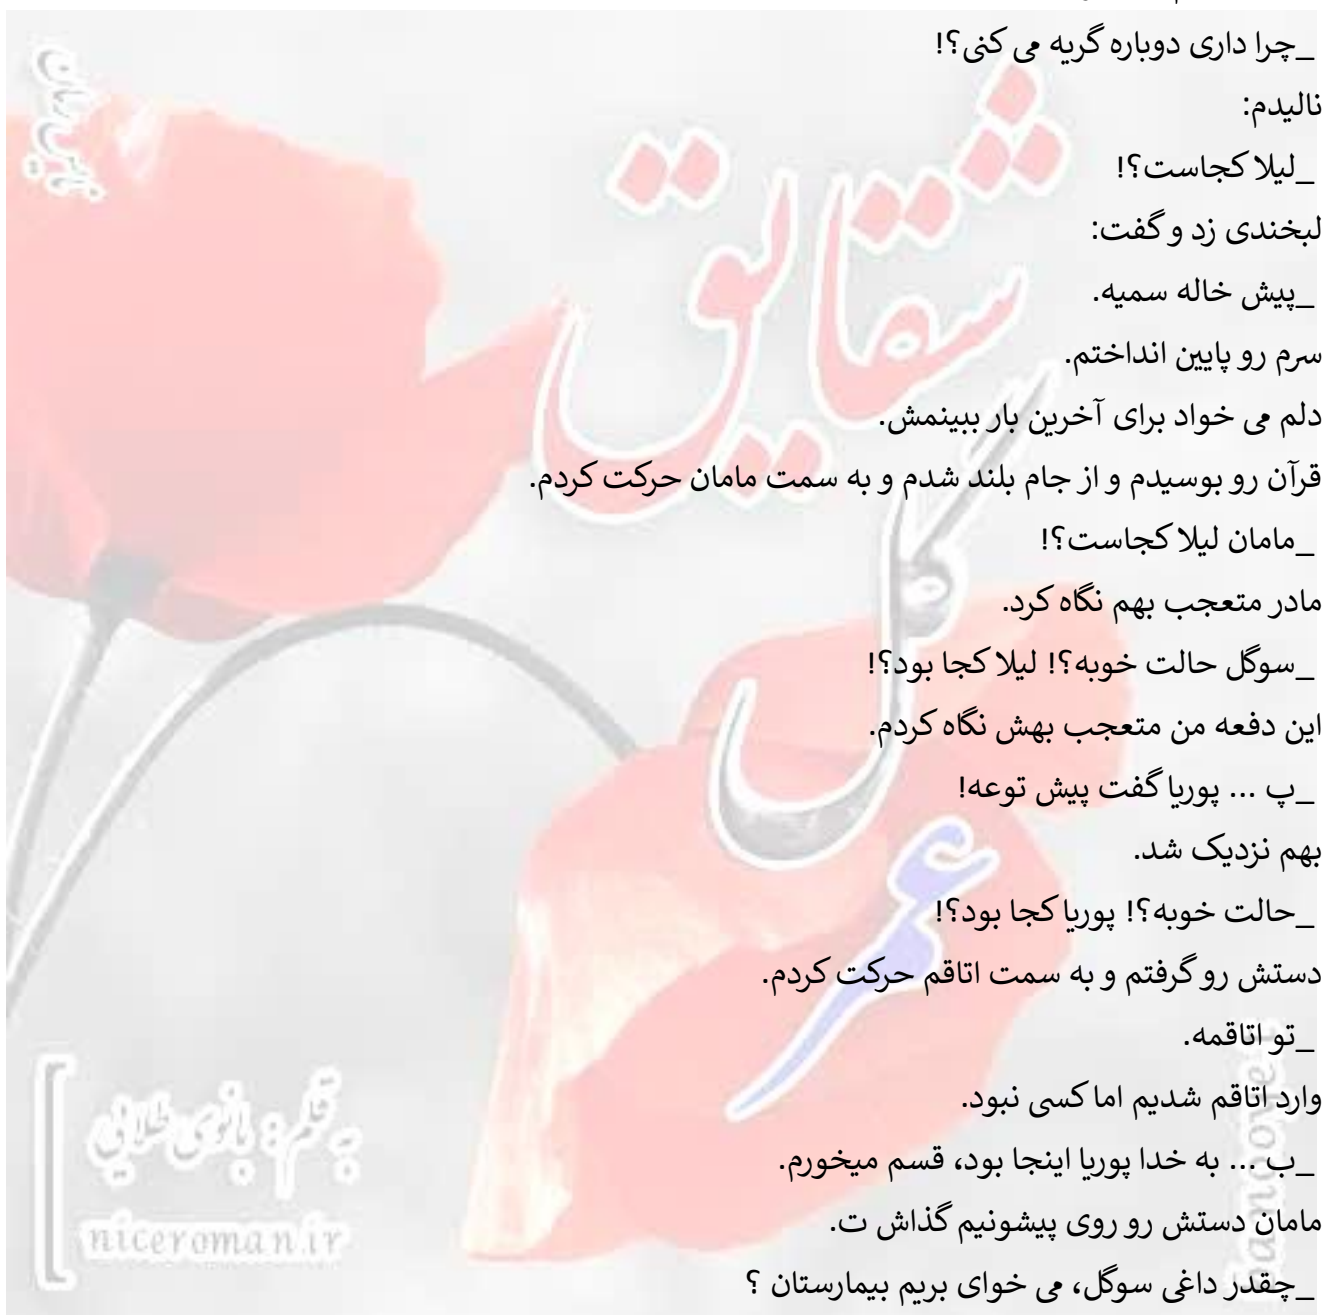 _چرا داری دوباره گریه می کنی؟!
نالیدم:
_لیلا کجاست؟!
لبخندی زد و گفت:
_پیش خاله سمیه.
سرم رو پایین انداختم.
دلم می خواد برای آخرین بار ببینمش.
قرآن رو بوسیدم و از جام بلند شدم و به سمت مامان حرکت کردم.
_مامان لیلا کجاست؟!
مادر متعجب بهم نگاه کرد.
_سوگل حالت خوبه؟! لیلا کجا بود؟!
این دفعه من متعجب بهش نگاه کردم.
_پ ... پوریا گفت پیش توعه!
بهم نزدیک شد.
_حالت خوبه؟! پوریا کجا بود؟!
دستش رو گرفتم و به سمت اتاقم حرکت کردم.
_تو اتاقمه.
وارد اتاقم شدیم اما کسی نبود.
_ب ... به خدا پوریا اینجا بود، قسم میخورم.
مامان دستش رو روی پیشونیم گذاش ت.
_چقدر داغی سوگل، می خوای بریم بیمارستان ؟
شقایق
گل
عمر
به قلم: بانوی طلایی
niceroman.ir